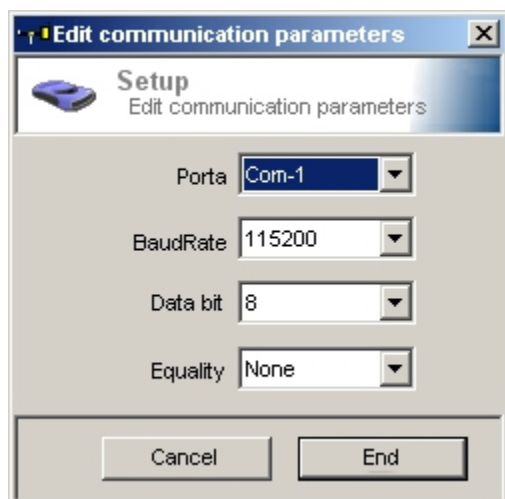 Edit communication parameters
Setup
Edit communication parameters
Porta Com-1
BaudRate 115200
Data bit 8
Equality None
Cancel End